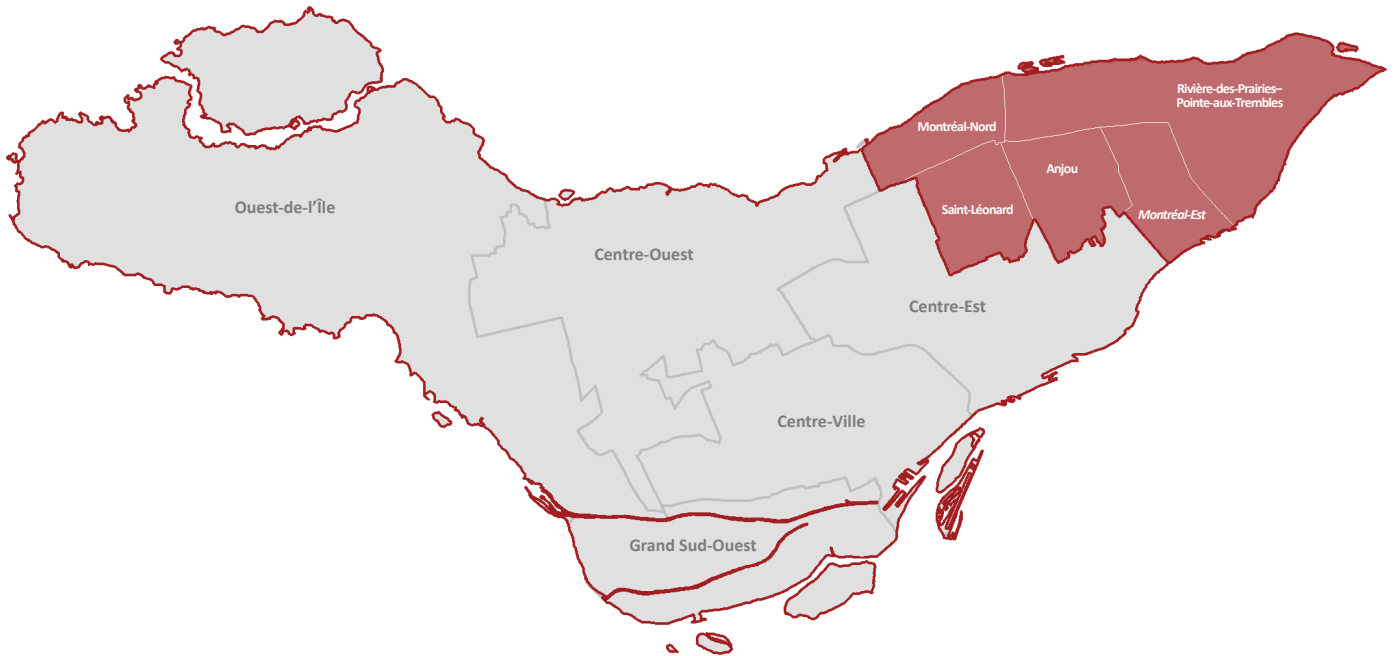 Rivière-des-Prairies–
Pointe-aux-Trembles
Montréal-Nord
Anjou
Saint-Léonard
Montréal-Est
Ouest-de-l'Île
Centre-Ouest
Centre-Est
Centre-Ville
Grand Sud-Ouest